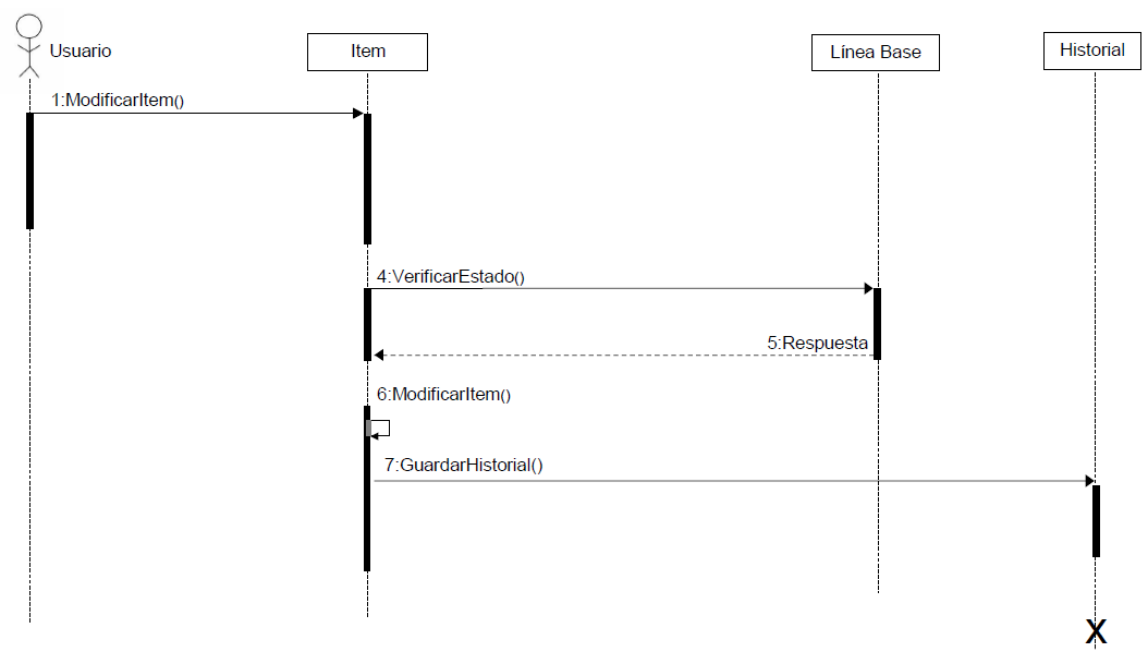 Usuario
Item
Línea Base
Historial
1:ModificarItem()
4:VerificarEstado()
5:Respuesta
6:ModificarItem()
7:GuardarHistorial()
X